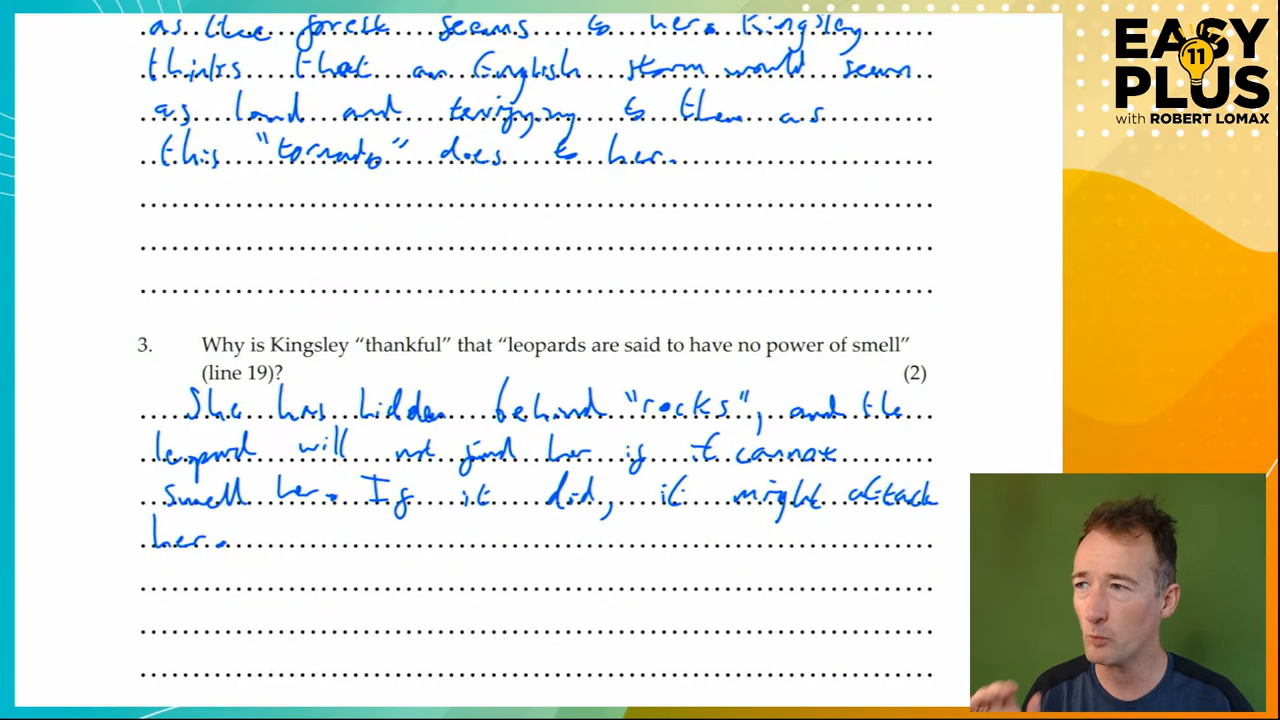 as the forest seems to her. Kingsley
thinks that an English storm would seem
as loud and terrifying to them as
this "tornado" does to her.
3. Why is Kingsley “thankful” that “leopards are said to have no power of smell”
(line 19)? (2)
She has hidden behind "rocks", and the
leopard will not find her if it cannot
smell her. If it did, it might attack
her.
EASY
11
PLUS
with ROBERT LOMAX